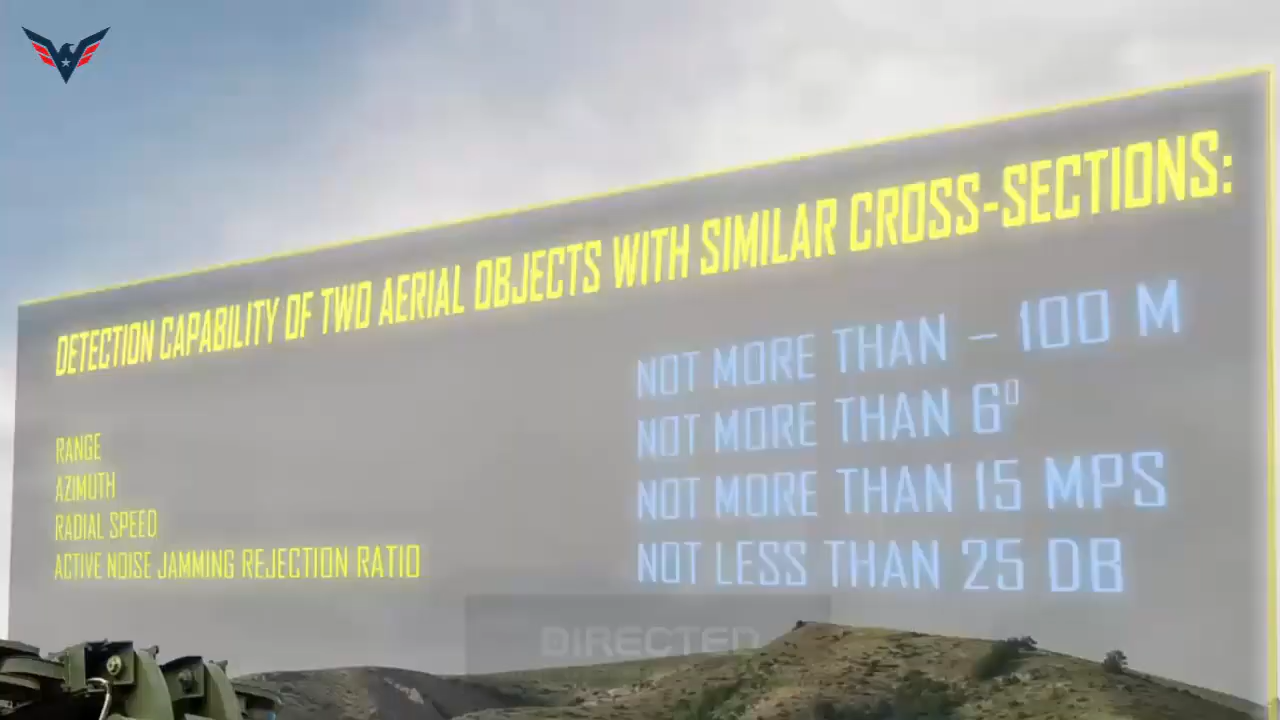 DETECTION CAPABILITY OF TWO AERIAL OBJECTS WITH SIMILAR CROSS-SECTIONS:
RANGE NOT MORE THAN – 100 M
AZIMUTH NOT MORE THAN 6⁰
RADIAL SPEED NOT MORE THAN 15 MPS
ACTIVE NOISE JAMMING REJECTION RATIO NOT LESS THAN 25 DB
DIRECTED